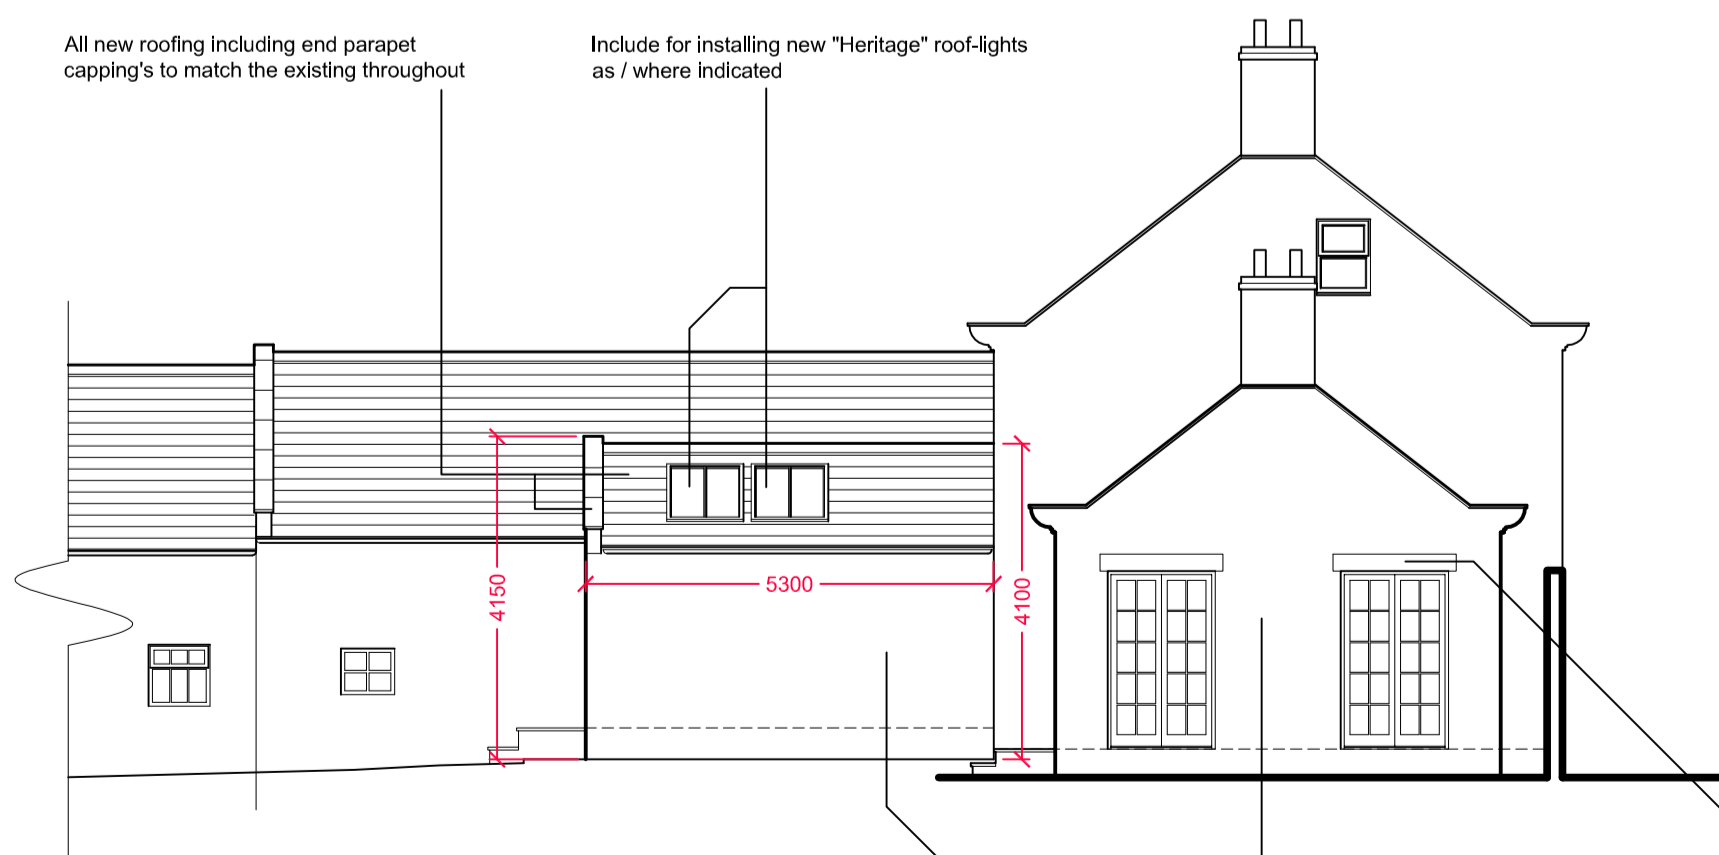 All new roofing including end parapet
capping's to match the existing throughout
Include for installing new "Heritage" roof-lights
as / where indicated
4150
5300
4100